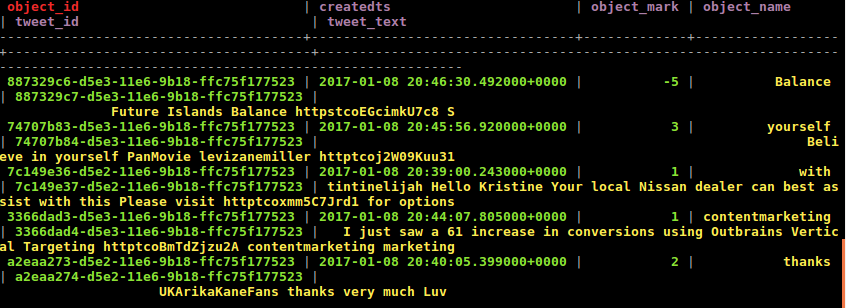 object_id | createdts | object_mark | object_name
| tweet_id | tweet_text
--------------------------------------+---------------------------------+-------------+------------------
+--------------------------------------+-----------------------------------------------------------------
----------------------------------------------------------
887329c6-d5e3-11e6-9b18-ffc75f177523 | 2017-01-08 20:46:30.492000+0000 | -5 | Balance
| 887329c7-d5e3-11e6-9b18-ffc75f177523 |
Future Islands Balance httpstcoEGcimkU7c8 S
74707b83-d5e3-11e6-9b18-ffc75f177523 | 2017-01-08 20:45:56.920000+0000 | 3 | yourself
| 74707b84-d5e3-11e6-9b18-ffc75f177523 | Beli
eve in yourself PanMovie levizanemiller httptcoj2W09Kuu31
7c149e36-d5e2-11e6-9b18-ffc75f177523 | 2017-01-08 20:39:00.243000+0000 | 1 | with
| 7c149e37-d5e2-11e6-9b18-ffc75f177523 | tintinelijah Hello Kristine Your local Nissan dealer can best as
sist with this Please visit httptcoxmm5C7Jrd1 for options
3366dad3-d5e3-11e6-9b18-ffc75f177523 | 2017-01-08 20:44:07.805000+0000 | 1 | contentmarketing
| 3366dad4-d5e3-11e6-9b18-ffc75f177523 | I just saw a 61 increase in conversions using Outbrains Vertic
al Targeting httptcoBmTdZjzu2A contentmarketing marketing
a2eaa273-d5e2-11e6-9b18-ffc75f177523 | 2017-01-08 20:40:05.399000+0000 | 2 | thanks
| a2eaa274-d5e2-11e6-9b18-ffc75f177523 |
UKArikaKaneFans thanks very much Luv